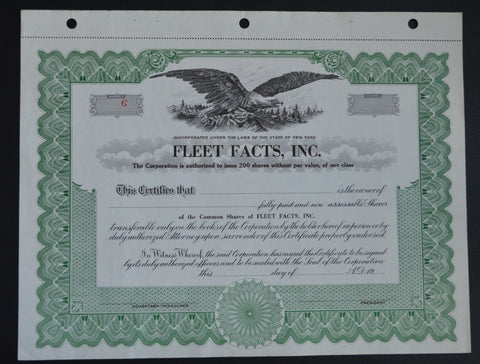 NUMBER
6
SHARES
INCORPORATED UNDER THE LAWS OF THE STATE OF NEW YORK
FLEET FACTS, INC.
The Corporation is authorized to issue 200 shares without par value, of one class
This Certifies that is the owner of
fully paid and non-assessable Shares
of the Common Shares of FLEET FACTS, INC.
transferable only on the books of the Corporation by the holder hereof in person or by
duly authorized Attorney upon surrender of this Certificate properly endorsed.
In Witness Whereof, the said Corporation has caused this Certificate to be signed
by its duly authorized officers and to be sealed with the Seal of the Corporation
this day of A.D. 19
SECRETARY-TREASURER
PRESIDENT